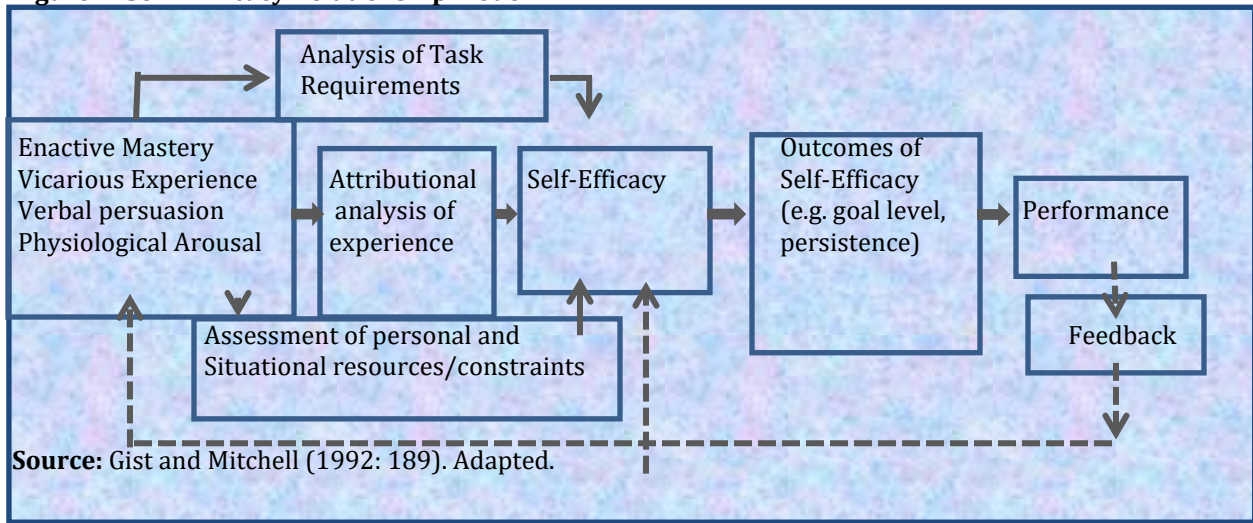 Analysis of Task
Requirements
Enactive Mastery
Vicarious Experience
Verbal persuasion
Physiological Arousal
Attributional
analysis of
experience
Self-Efficacy
Outcomes of
Self-Efficacy
(e.g. goal level,
persistence)
Performance
Assessment of personal and
Situational resources/constraints
Feedback
Source: Gist and Mitchell (1992: 189). Adapted.